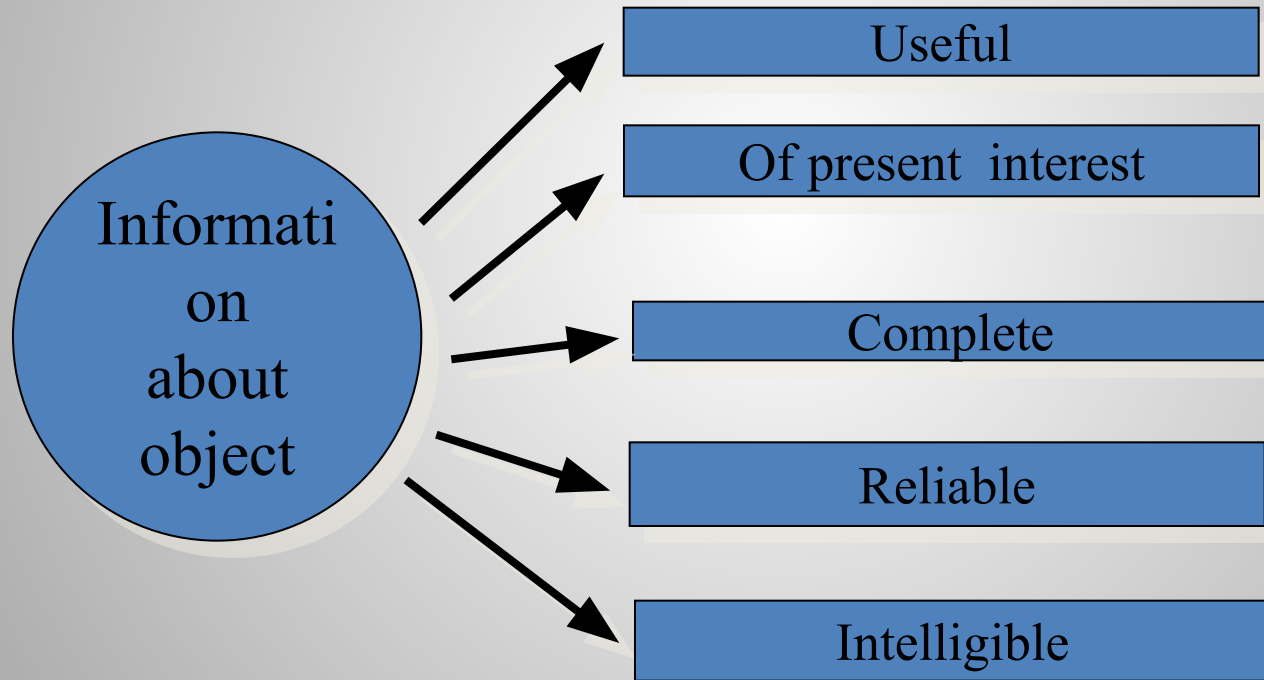 Informati
on
about
object
Useful
Of present interest
Complete
Reliable
Intelligible